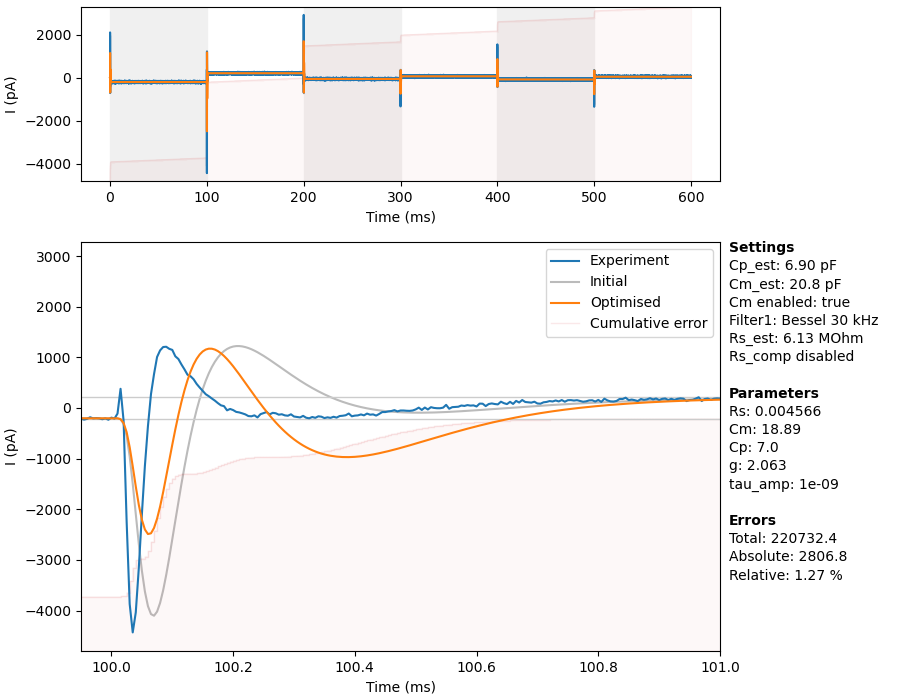 2000
0
−2000
−4000
I (pA)
0
100
200
300
400
500
600
Time (ms)
3000
2000
1000
0
−1000
−2000
−3000
−4000
I (pA)
100.0
100.2
100.4
100.6
100.8
101.0
Time (ms)
Experiment
Initial
Optimised
Cumulative error
Settings
Cp_est: 6.90 pF
Cm_est: 20.8 pF
Cm enabled: true
Filter1: Bessel 30 kHz
Rs_est: 6.13 MOhm
Rs_comp disabled
Parameters
Rs: 0.004566
Cm: 18.89
Cp: 7.0
g: 2.063
tau_amp: 1e-09
Errors
Total: 220732.4
Absolute: 2806.8
Relative: 1.27 %